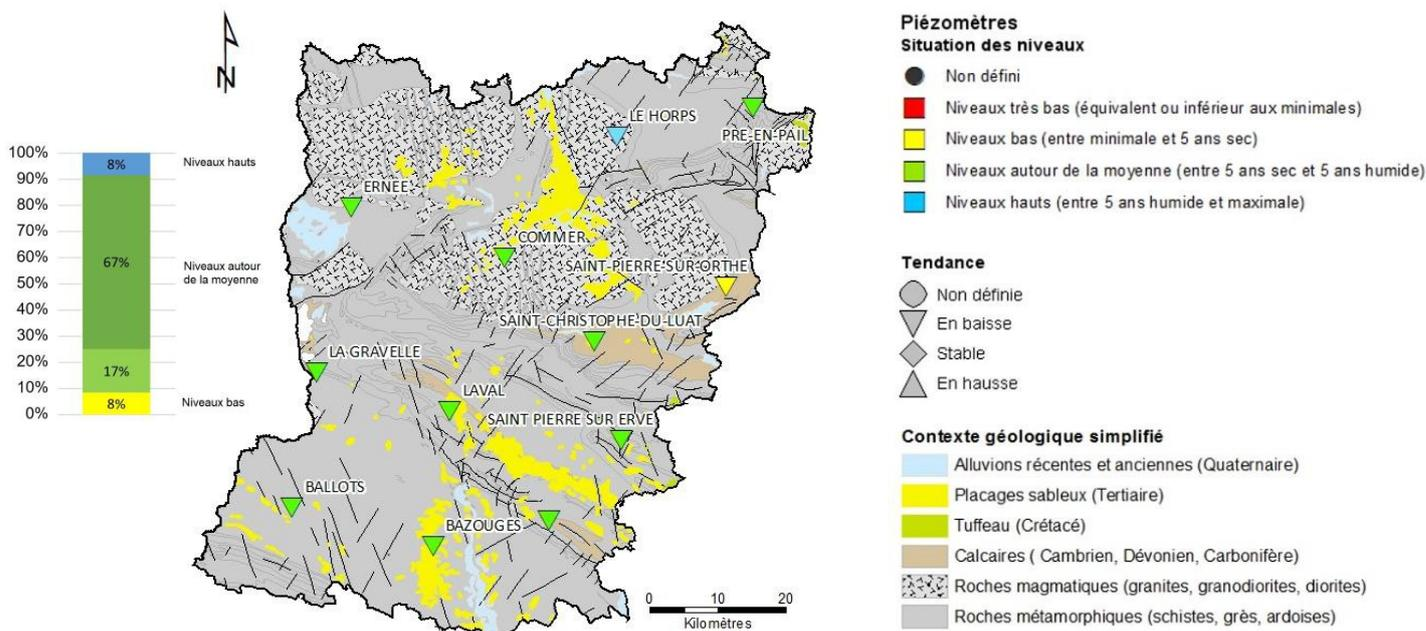 N
100%
90%
80%
70%
60%
50%
40%
30%
20%
10%
0%
8%
67%
17%
8%
Niveaux hauts
Niveaux autour
de la moyenne
Niveaux bas
LE HORPS
PRE-EN-PAIL
ERNEE
COMMER
SAINT-PIERRE-SUR-ORTHE
SAINT-CHRISTOPHE-DU-LUAT
LA GRAVELLE
LAVAL
SAINT PIERRE SUR ERVE
BALLOTS
BAZOUGES
0 10 20
Kilomètres
Piézomètres
Situation des niveaux
Non défini
Niveaux très bas (équivalent ou inférieur aux minimales)
Niveaux bas (entre minimale et 5 ans sec)
Niveaux autour de la moyenne (entre 5 ans sec et 5 ans humide)
Niveaux hauts (entre 5 ans humide et maximale)
Tendance
Non définie
En baisse
Stable
En hausse
Contexte géologique simplifié
Alluvions récentes et anciennes (Quaternaire)
Placages sableux (Tertiaire)
Tuffeau (Crétacé)
Calcaires ( Cambrien, Dévonien, Carbonifère)
Roches magmatiques (granites, granodiorites, diorites)
Roches métamorphiques (schistes, grès, ardoises)